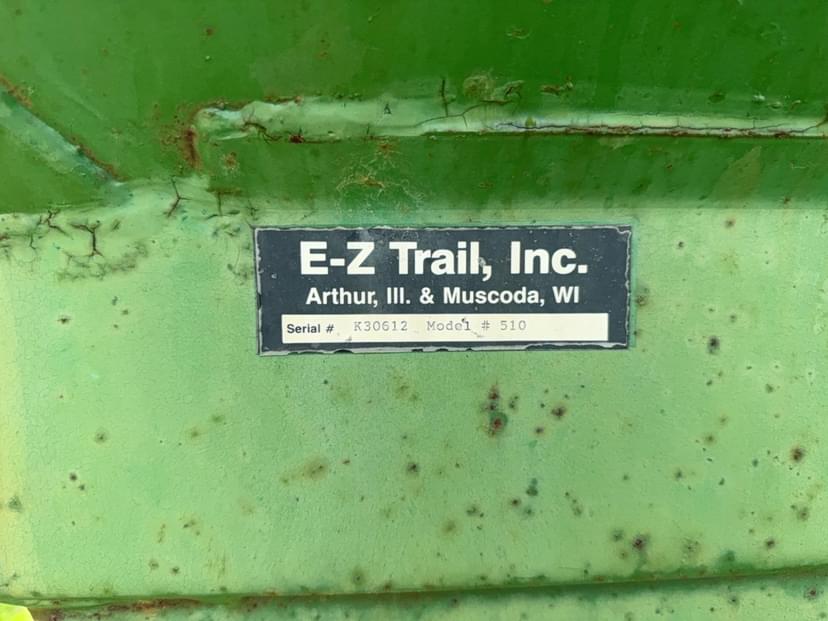 E-Z Trail, Inc.
Arthur, Ill. & Muscoda, WI
Serial # K30612 Model # 510